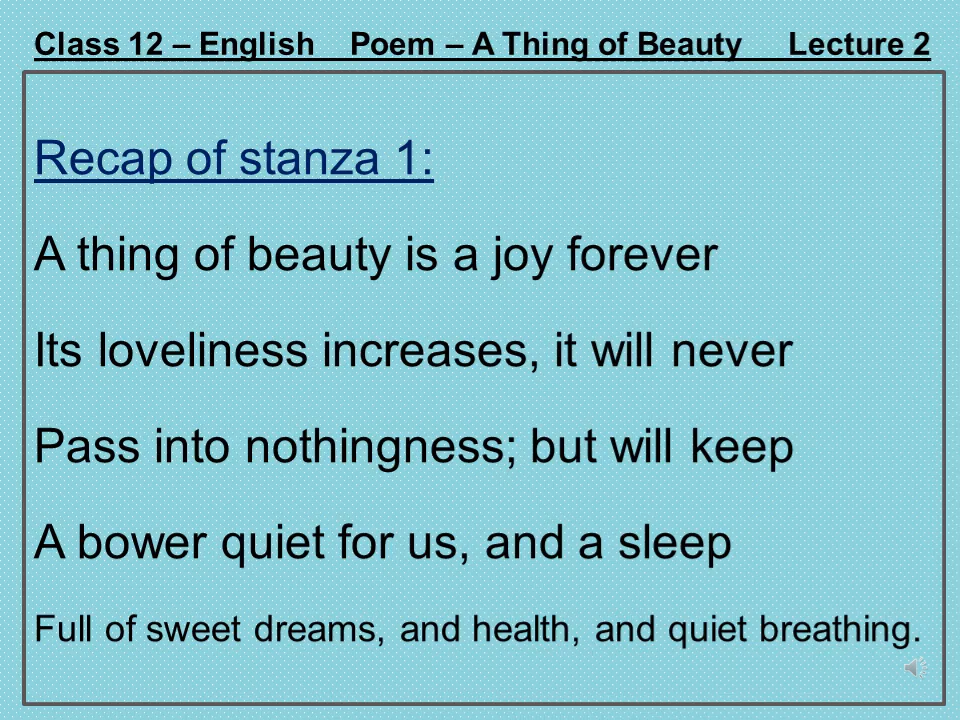 Class 12 – English    Poem – A Thing of Beauty    Lecture 2
Recap of stanza 1:
A thing of beauty is a joy forever
Its loveliness increases, it will never
Pass into nothingness; but will keep
A bower quiet for us, and a sleep
Full of sweet dreams, and health, and quiet breathing.